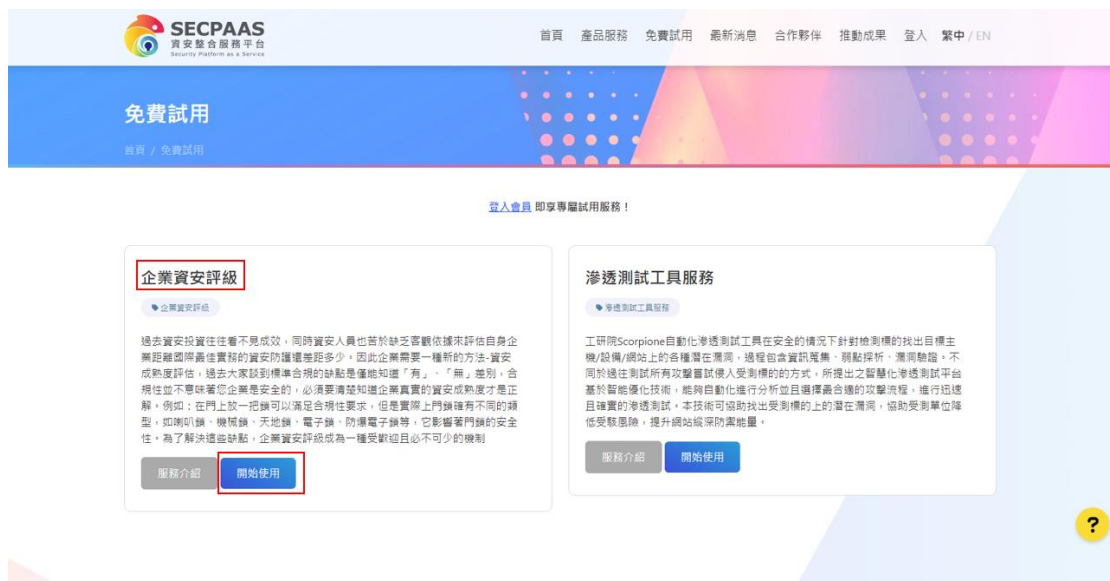 SECPAAS
資安整合服務平台
Security Platform as a Service
首頁 產品服務 免費試用 最新消息 合作夥伴 推動成果 登入 繁中 / EN
免費試用
首頁 / 免費試用
登入會員 即享專屬試用服務！
企業資安評級
企業資安評級
過去資安投資往往看不見成效，同時資安人員也苦於缺乏客觀依據來評估自身企
業距離國際最佳實務的資安防護還差距多少。因此企業需要一種新的方法-資安
成熟度評估，過去大家談到標準合規的缺點是僅能知道「有」、「無」差別，合
規性並不意味著您企業是安全的，必須要清楚知道企業真實的資安成熟度才是正
解。例如：在門上放一把鎖可以滿足合規性要求，但是實際上門鎖確有不同的類
型，如喇叭鎖、機械鎖、天地鎖、電子鎖、防爆電子鎖等，它影響著門鎖的安全
性。為了解決這些缺點，企業資安評級成為一種受歡迎且必不可少的機制
服務介紹 開始使用
滲透測試工具服務
滲透測試工具服務
工研院Scorpione自動化滲透測試工具在安全的情況下針對檢測標的找出目標主
機/設備/網站上的各種潛在漏洞，過程包含資訊蒐集、弱點探析、漏洞驗證。不
同於過往測試所有攻擊嘗試侵入受測標的的方式，所提出之智慧化滲透測試平台
基於智能優化技術，能夠自動化進行分析並且選擇最合適的攻擊流程，進行迅速
且確實的滲透測試。本技術可協助找出受測標的上的潛在漏洞，協助受測單位降
低受駭風險，提升網站縱深防禦能量。
服務介紹 開始使用
?